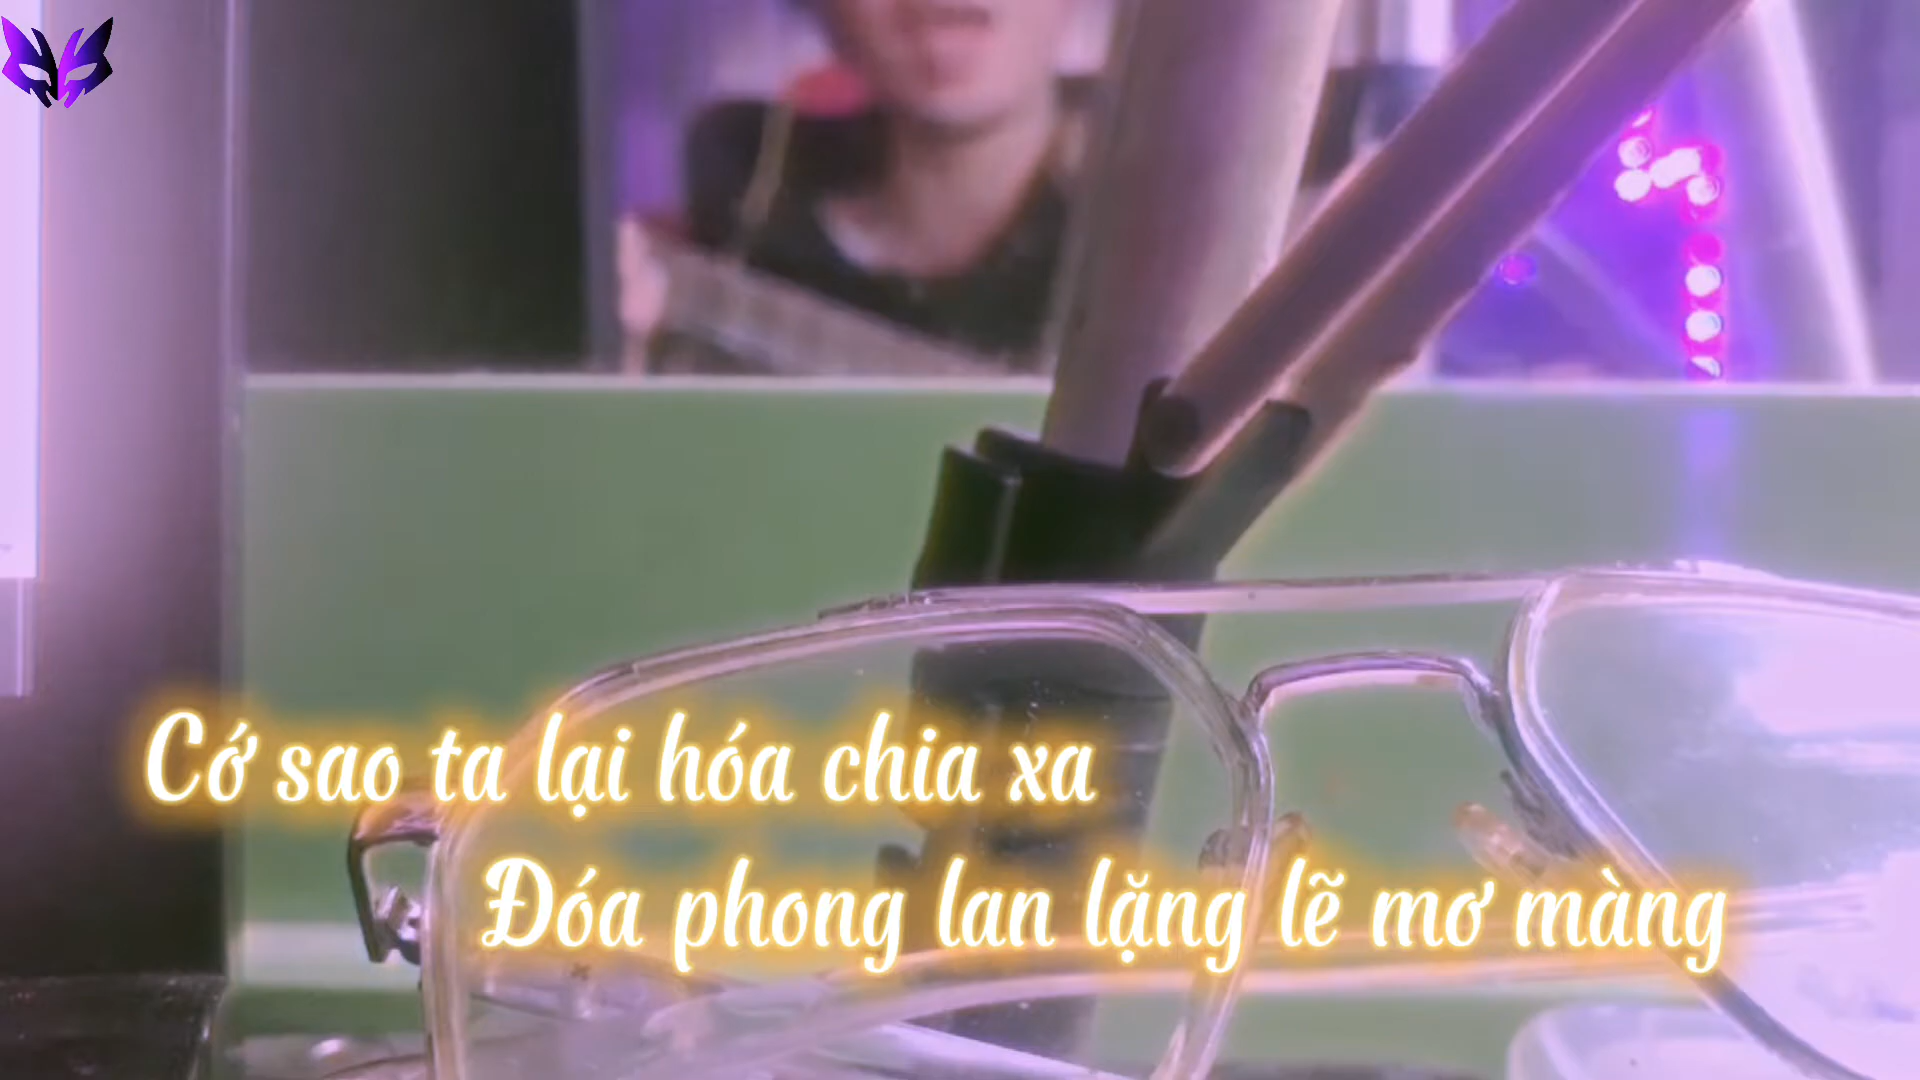 Cớ sao ta lại hóa chia xa
Đóa phong lan lặng lẽ mơ màng